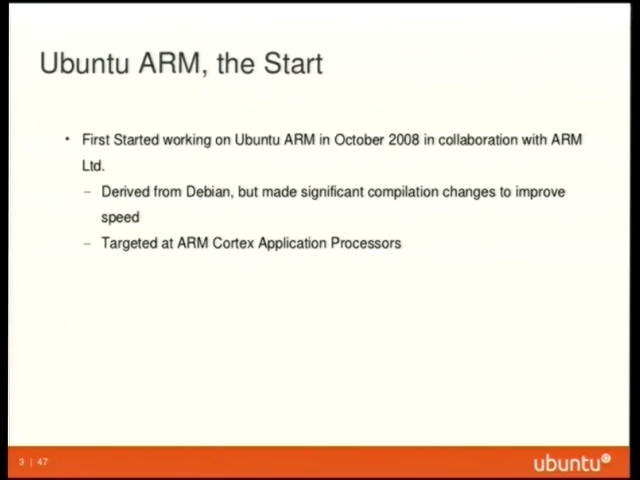 Ubuntu ARM, the Start
• First Started working on Ubuntu ARM in October 2008 in collaboration with ARM
Ltd.
– Derived from Debian, but made significant compilation changes to improve
speed
– Targeted at ARM Cortex Application Processors
3 | 47
ubuntu